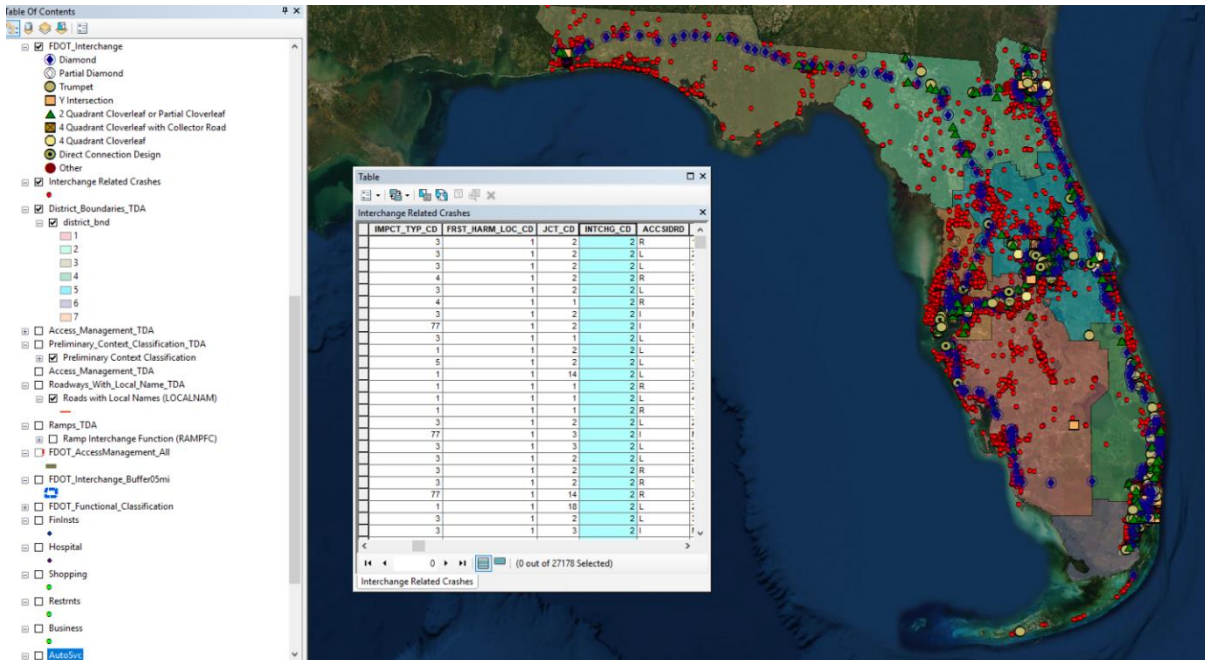 Table Of Contents
FDOT_Interchange
Diamond
Partial Diamond
Trumpet
Y Intersection
2 Quadrant Cloverleaf or Partial Cloverleaf
4 Quadrant Cloverleaf with Collector Road
4 Quadrant Cloverleaf
Direct Connection Design
Other
Interchange Related Crashes
District_Boundaries_TDA
district_bnd
1
2
3
4
5
6
7
Access_Management_TDA
Preliminary_Context_Classification_TDA
Preliminary Context Classification
Access_Management_TDA
Roadways_With_Local_Name_TDA
Roads with Local Names (LOCALNAM)
Ramps_TDA
Ramp Interchange Function (RAMPFC)
FDOT_AccessManagement_All
FDOT_Interchange_Buffer05mi
FDOT_Functional_Classification
FinInsts
Hospital
Shopping
Restrnts
Business
AutoSvc
Table
Interchange Related Crashes
IMPCT_TYP_CD FRST_HARM_LOC_CD JCT_CD INTCHG_CD ACCSIDRD
3 1 2 2 R
3 1 2 2 L
3 1 2 2 L
4 1 2 2 R
3 1 2 2 L
4 1 1 2 R
3 1 2 2 I
77 1 2 2 I
3 1 1 2 L
1 1 2 2 L
5 1 2 2 L
1 1 14 2 L
1 1 1 2 R
1 1 1 2 L
1 1 1 2 R
3 1 2 2 L
77 1 3 2 I
3 1 3 2 L
3 1 2 2 L
3 1 2 2 R
3 1 2 2 R
77 1 14 2 R
1 1 18 2 L
3 1 2 2 L
3 1 3 2 I
0 (0 out of 27178 Selected)
Interchange Related Crashes